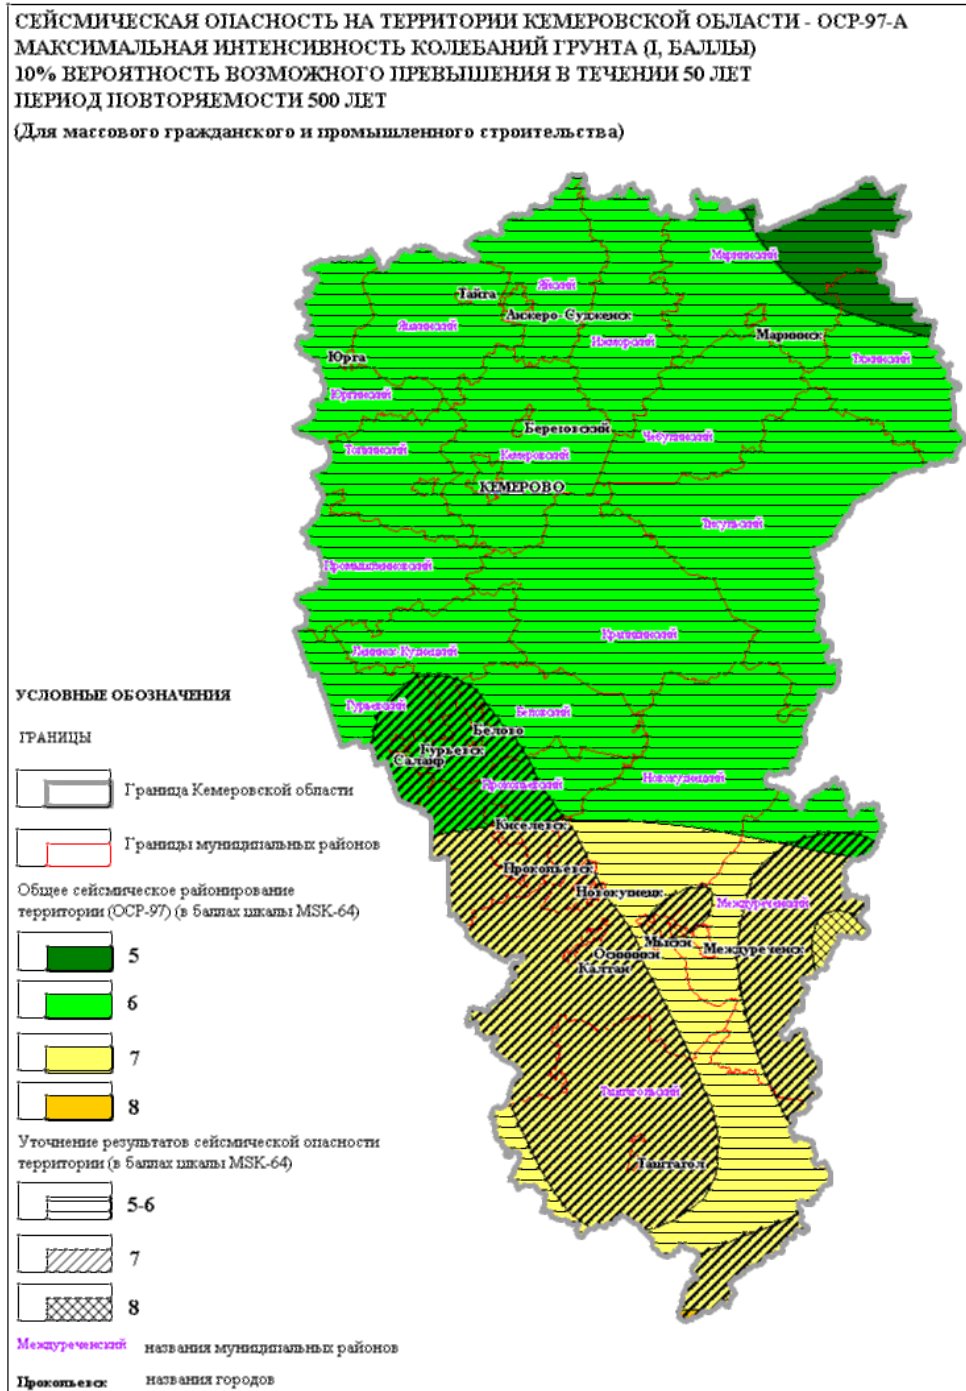 СЕЙСМИЧЕСКАЯ ОПАСНОСТЬ НА ТЕРРИТОРИИ КЕМЕРОВСКОЙ ОБЛАСТИ - ОСР-97-А
МАКСИМАЛЬНАЯ ИНТЕНСИВНОСТЬ КОЛЕБАНИЙ ГРУНТА (I, БАЛЛЫ)
10% ВЕРОЯТНОСТЬ ВОЗМОЖНОГО ПРЕВЫШЕНИЯ В ТЕЧЕНИИ 50 ЛЕТ
ПЕРИОД ПОВТОРЯЕМОСТИ 500 ЛЕТ
(Для массового гражданского и промышленного строительства)
Мариинский
Яйский
Тайга
Анжеро-Судженск
Яшкинский
Ижморский
Мариинск
Юрга
Тяжинский
Юргинский
Березовский
Чебулинский
Топкинский
Кемеровский
КЕМЕРОВО
Тисульский
Промышленновский
Крапивинский
Ленинск-Кузнецкий
Гурьевский
Беловский
Белово
Гурьевск
Салаир
Прокопьевский
Новокузнецкий
Киселевск
Прокопьевск
Новокузнецк
Междуреченский
Мыски
Междуреченск
Осинники
Калтан
Таштагольский
Таштагол
УСЛОВНЫЕ ОБОЗНАЧЕНИЯ
ГРАНИЦЫ
Граница Кемеровской области
Границы муниципальных районов
Общее сейсмическое районирование
территории (ОСР-97) (в баллах шкалы MSK-64)
5
6
7
8
Уточнение результатов сейсмической опасности
территории (в баллах шкалы MSK-64)
5-6
7
8
Междуреченский названия муниципальных районов
Прокопьевск названия городов